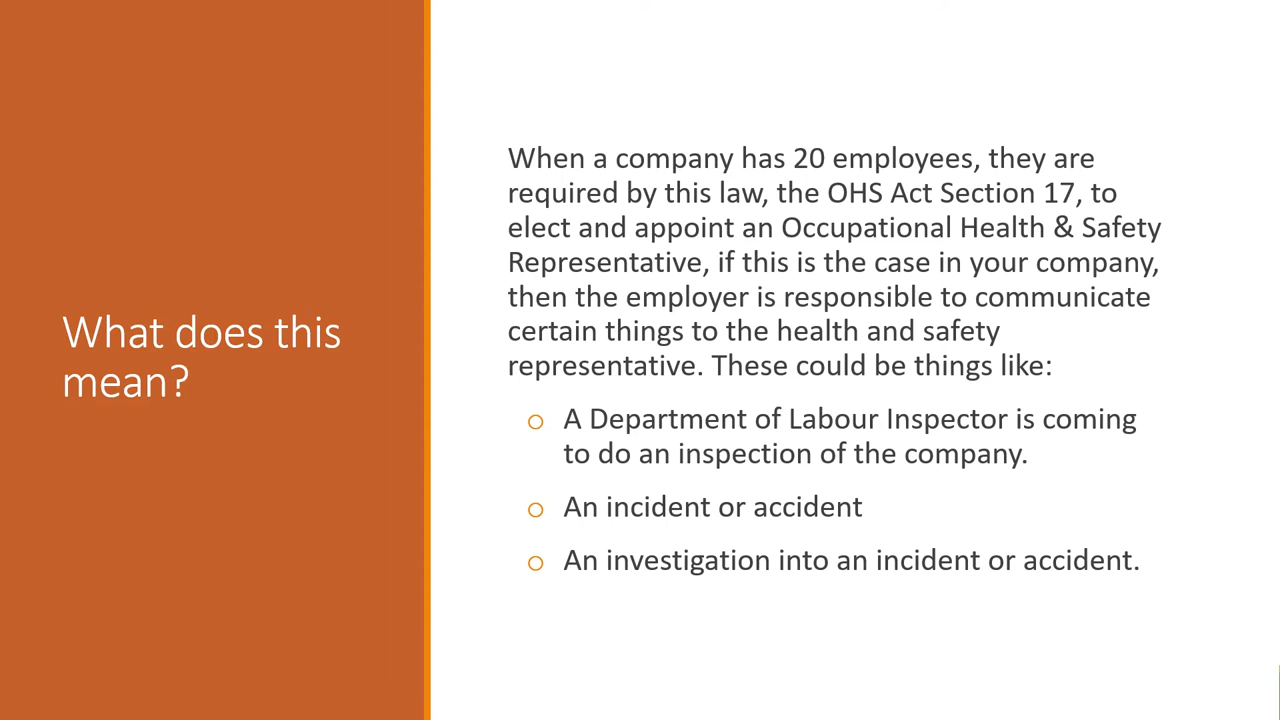 What does this
mean?
When a company has 20 employees, they are
required by this law, the OHS Act Section 17, to
elect and appoint an Occupational Health & Safety
Representative, if this is the case in your company,
then the employer is responsible to communicate
certain things to the health and safety
representative. These could be things like:
o A Department of Labour Inspector is coming
to do an inspection of the company.
o An incident or accident
o An investigation into an incident or accident.